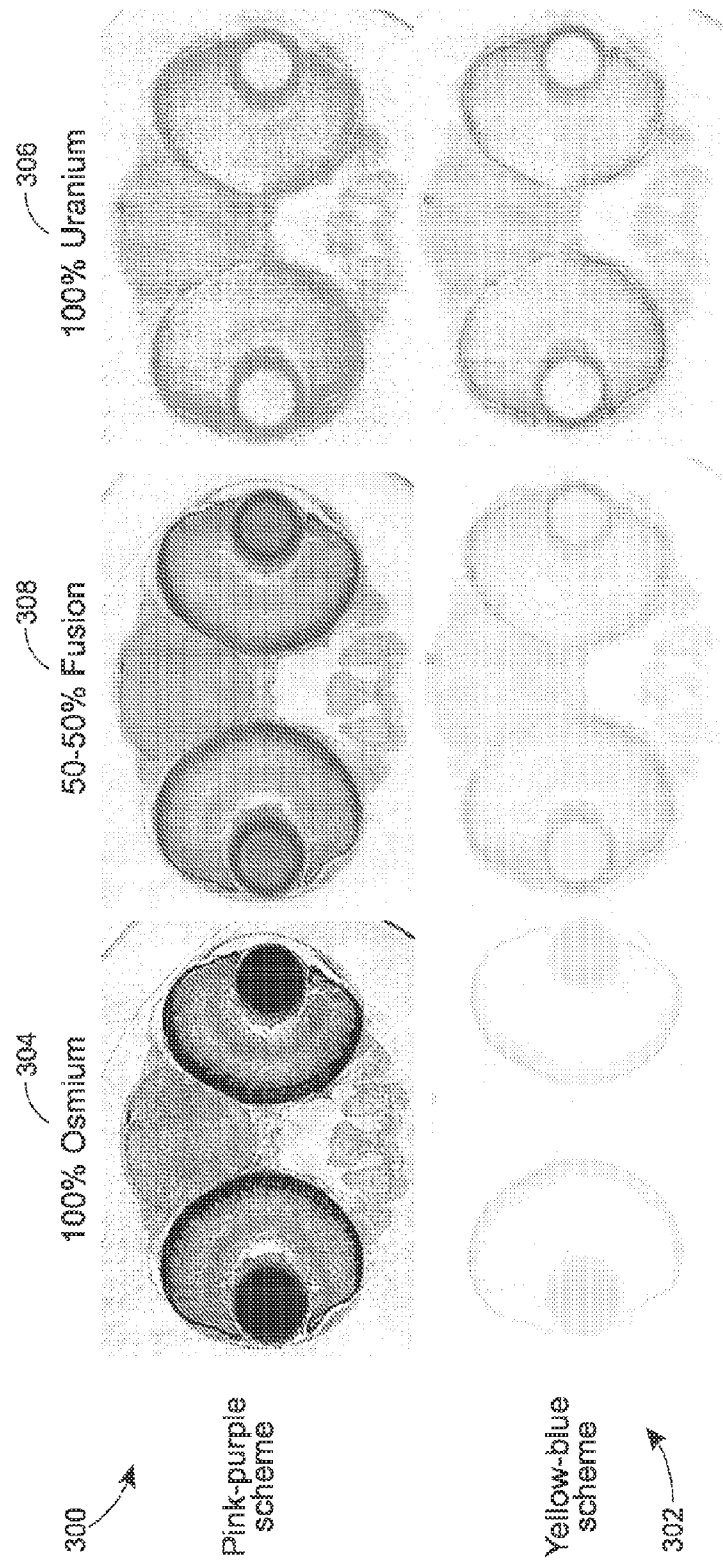 304
100% Osmium
308
50-50% Fusion
306
100% Uranium
300
Pink-purple
scheme
Yellow-blue
scheme
302